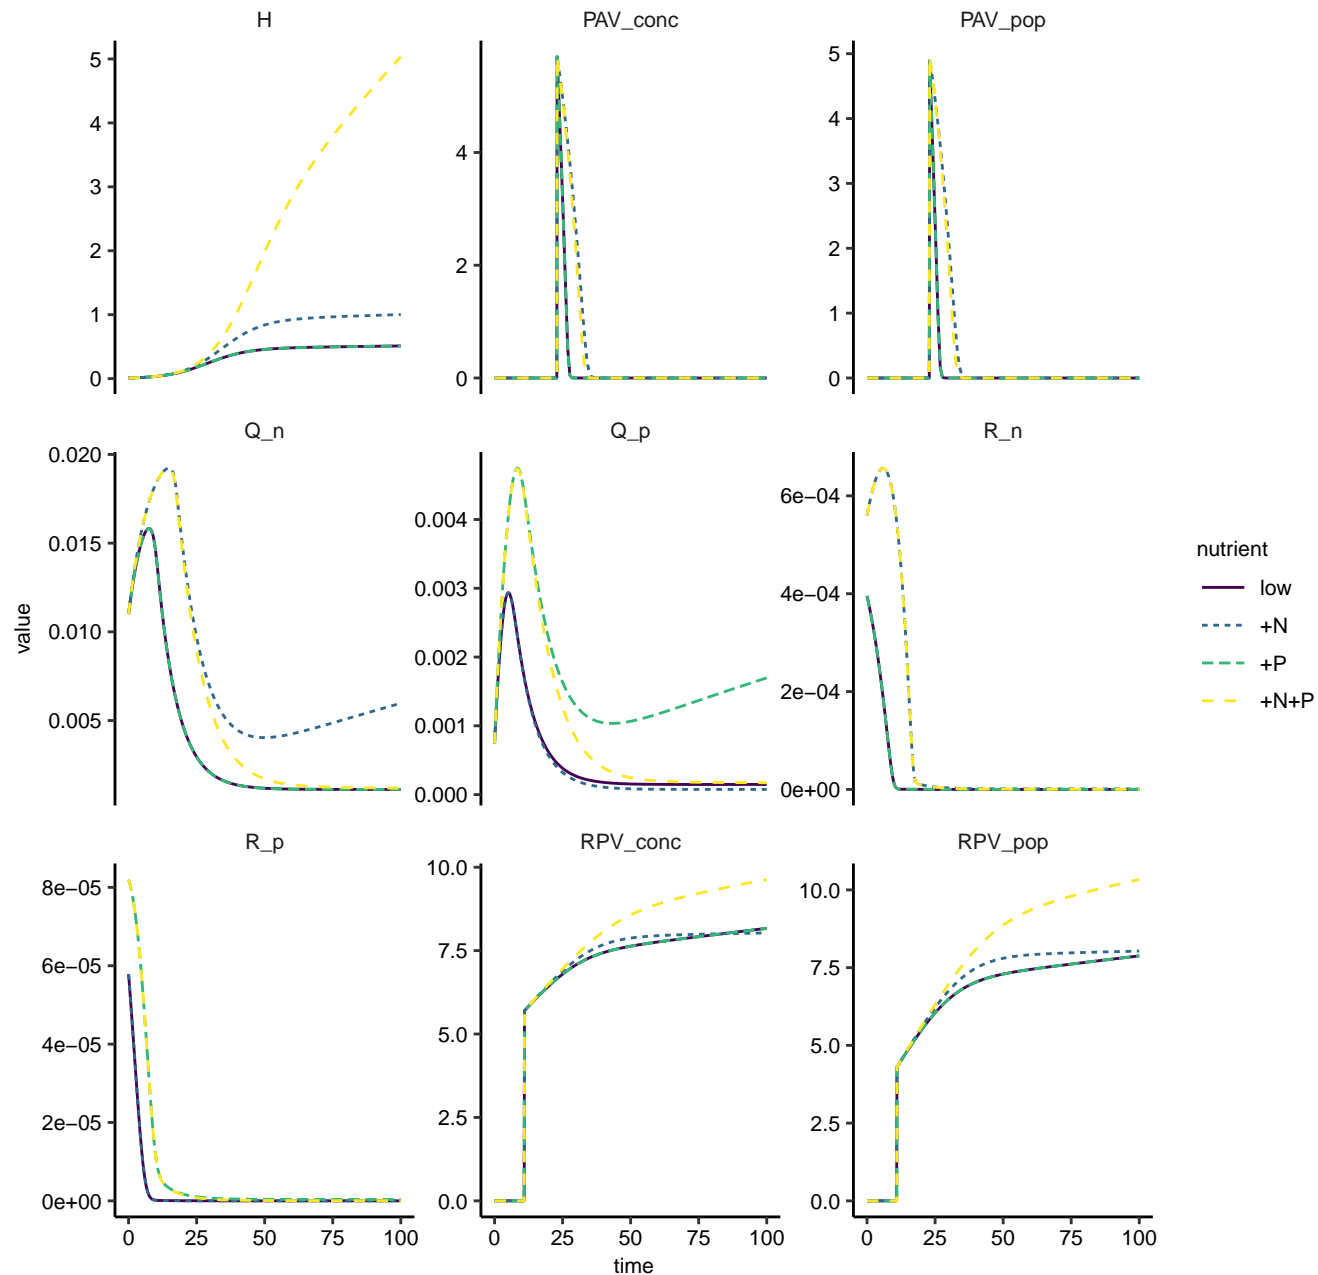 H
PAV_conc
PAV_pop
5
4
3
2
1
0
4
2
0
5
4
3
2
1
0
Q_n
Q_p
R_n
0.020
0.015
0.010
0.005
0.004
0.003
0.002
0.001
0.000
6e−04
4e−04
2e−04
0e+00
R_p
RPV_conc
RPV_pop
8e−05
6e−05
4e−05
2e−05
0e+00
10.0
7.5
5.0
2.5
0.0
10.0
7.5
5.0
2.5
0.0
0 25 50 75 100
0 25 50 75 100
0 25 50 75 100
time
value
nutrient
low
+N
+P
+N+P